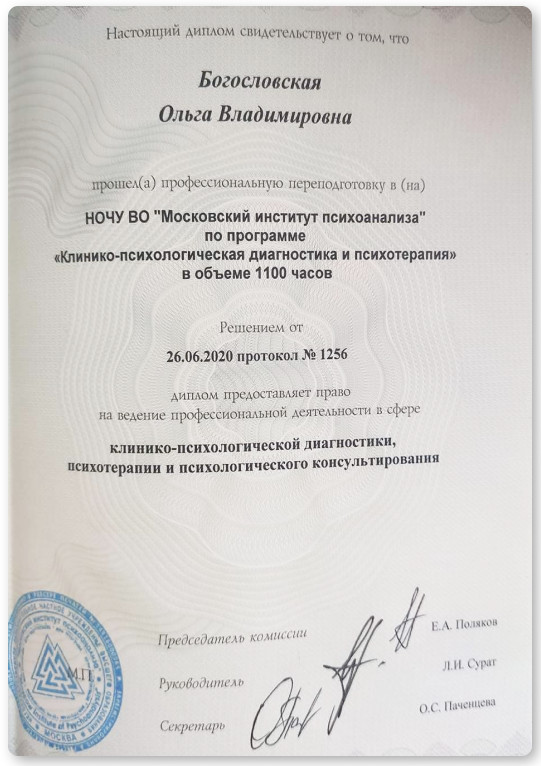 Настоящий диплом свидетельствует о том, что
Богословская
Ольга Владимировна
прошел(а) профессиональную переподготовку в (на)
НОЧУ ВО "Московский институт психоанализа"
по программе
«Клинико-психологическая диагностика и психотерапия»
в объеме 1100 часов
Решением от
26.06.2020 протокол № 1256
диплом предоставляет право
на ведение профессиональной деятельности в сфере
клинико-психологической диагностики,
психотерапии и психологического консультирования
Председатель комиссии
Е.А. Поляков
М.П.
Руководитель
Л.И. Сурат
Секретарь
О.С. Паченцева
МОСКВА